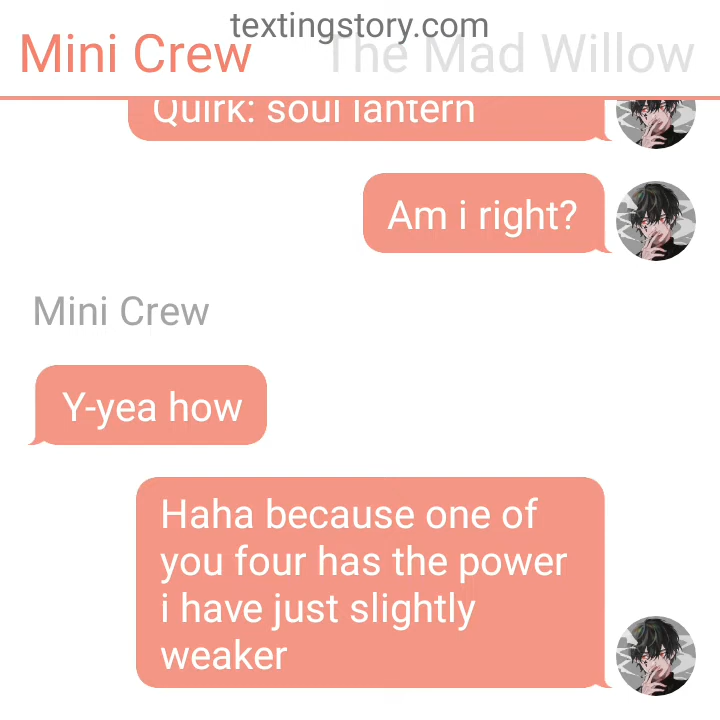 textingstory.com
Mini Crew
The Mad Willow
Quirk: soul lantern
Am i right?
Mini Crew
Y-yea how
Haha because one of
you four has the power
i have just slightly
weaker